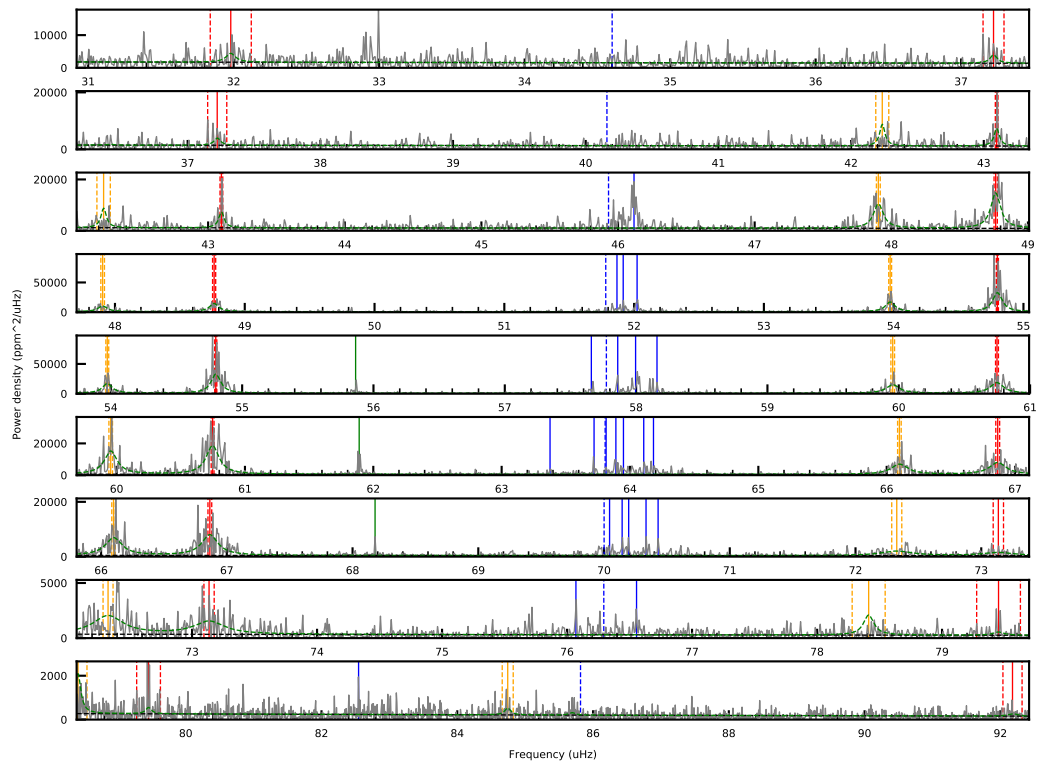 10000
0
31 32 33 34 35 36 37
20000
0
37 38 39 40 41 42 43
20000
0
43 44 45 46 47 48 49
50000
0
48 49 50 51 52 53 54 55
50000
0
54 55 56 57 58 59 60 61
20000
0
60 61 62 63 64 65 66 67
20000
0
66 67 68 69 70 71 72 73
5000
0
73 74 75 76 77 78 79
2000
0
80 82 84 86 88 90 92
Power density (ppm^2/uHz)
Frequency (uHz)